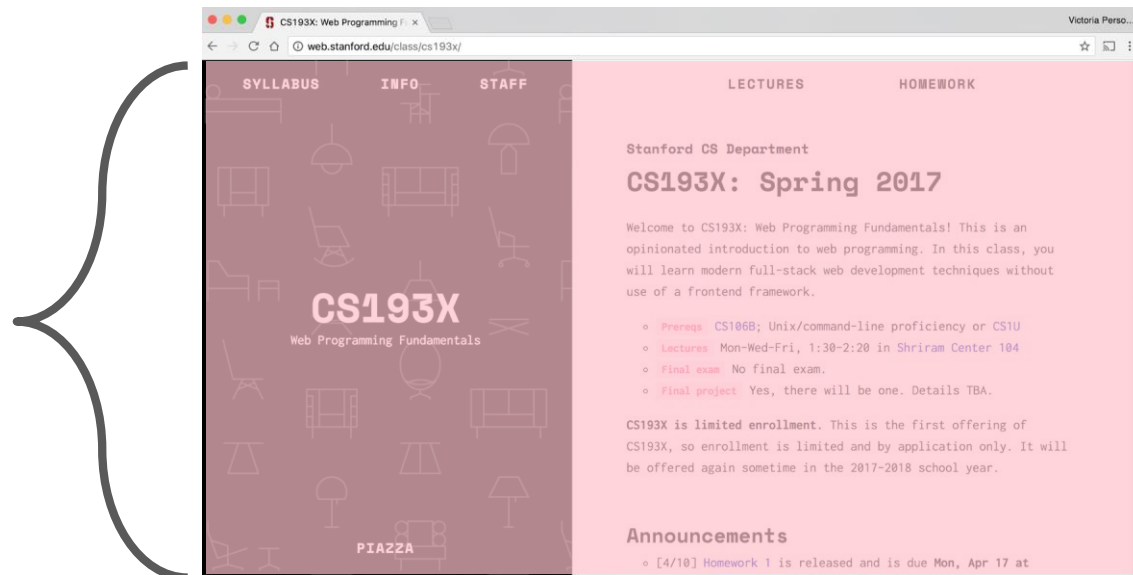 CS193X: Web Programming F
Victoria Perso...
web.stanford.edu/class/cs193x/
SYLLABUS INFO STAFF
CS193X
Web Programming Fundamentals
PIAZZA
LECTURES HOMEWORK
Stanford CS Department
CS193X: Spring 2017
Welcome to CS193X: Web Programming Fundamentals! This is an
opinionated introduction to web programming. In this class, you
will learn modern full-stack web development techniques without
use of a frontend framework.
Prereqs CS106B; Unix/command-line proficiency or CS1U
Lectures Mon-Wed-Fri, 1:30-2:20 in Shriram Center 104
Final exam No final exam.
Final project Yes, there will be one. Details TBA.
CS193X is limited enrollment. This is the first offering of
CS193X, so enrollment is limited and by application only. It will
be offered again sometime in the 2017-2018 school year.
Announcements
[4/10] Homework 1 is released and is due Mon, Apr 17 at